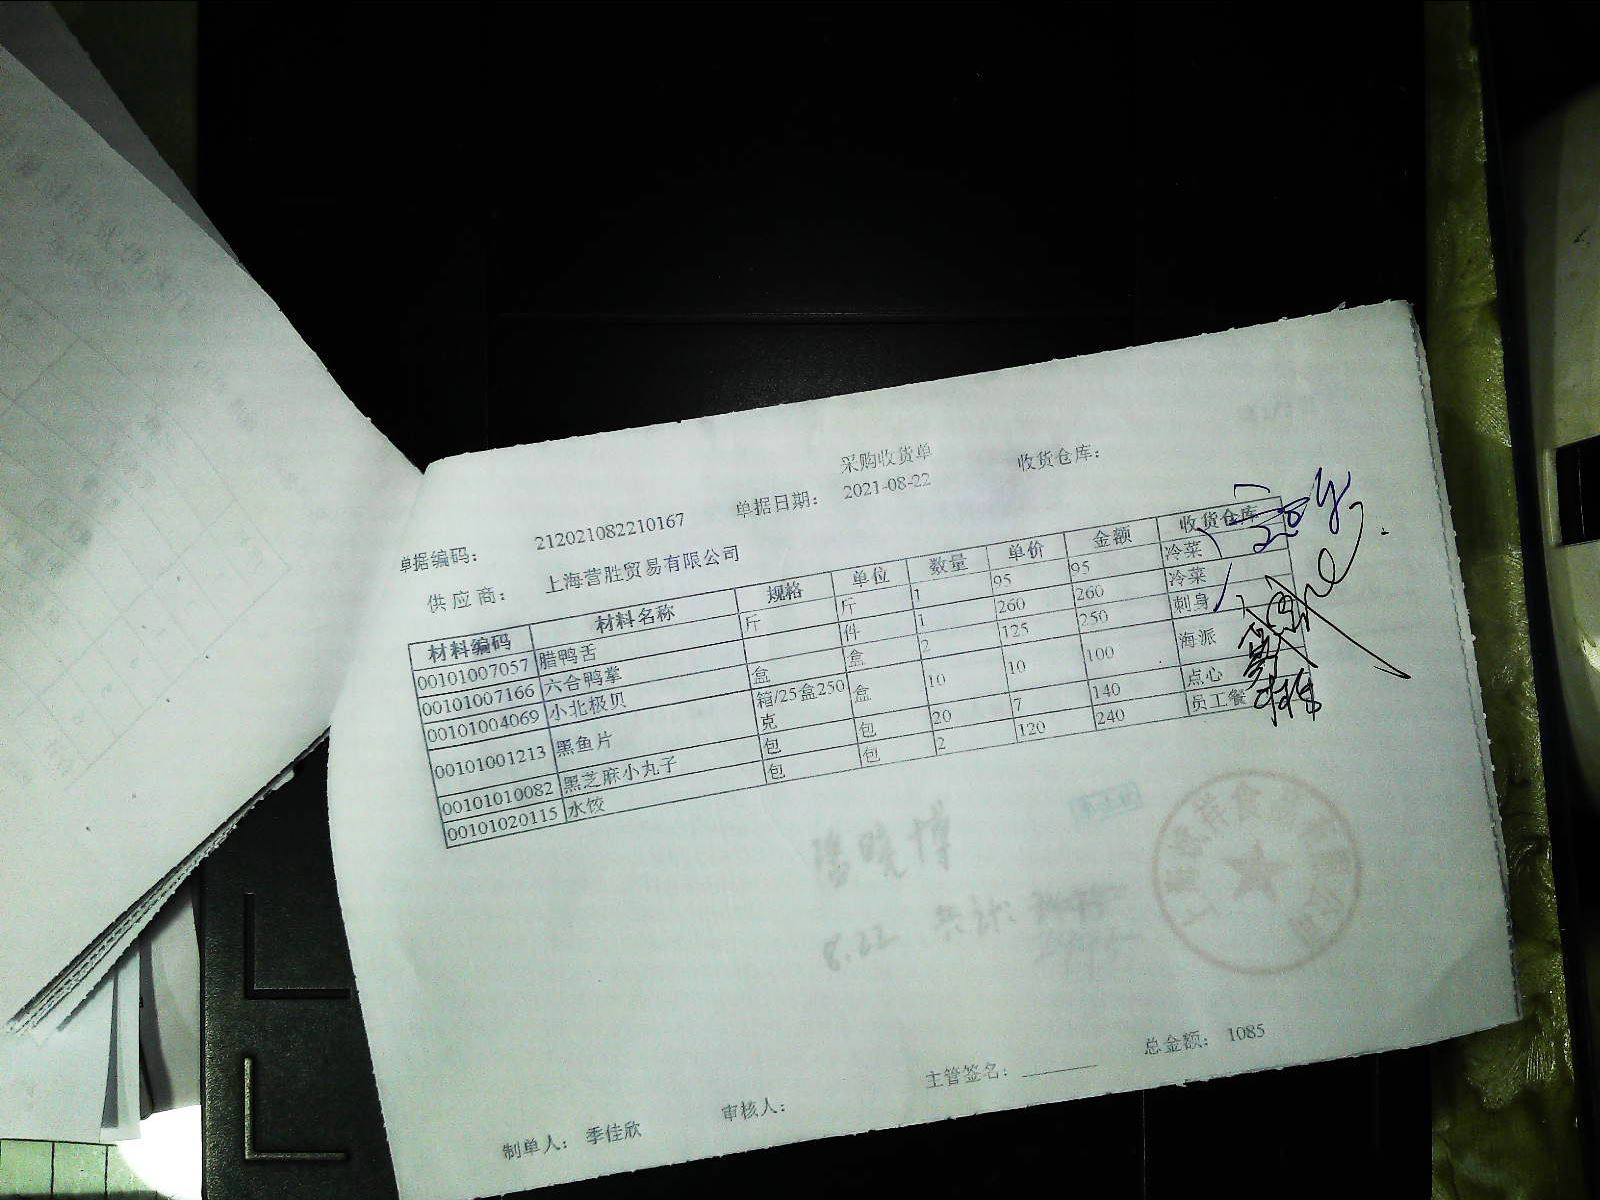 采购收货单
单据编码： 212021082210167 单据日期： 2021-08-22 收货仓库：
供应商： 上海营胜贸易有限公司
材料编码 材料名称 规格 单位 数量 单价 金额 收货仓库
00101007057 腊鸭舌 斤 斤 1 95 95 冷菜
00101007166 六合鸭掌 件 1 260 260 冷菜
00101004069 小北极贝 盒 盒 2 125 250 刺身
00101001213 黑鱼片 箱/25盒250克 盒 10 10 100 海派
00101010082 黑芝麻小丸子 包 包 20 7 140 点心
00101020115 水饺 包 包 2 120 240 员工餐
8.22 共计:
总金额： 1085
主管签名：
制单人： 季佳欣 审核人：